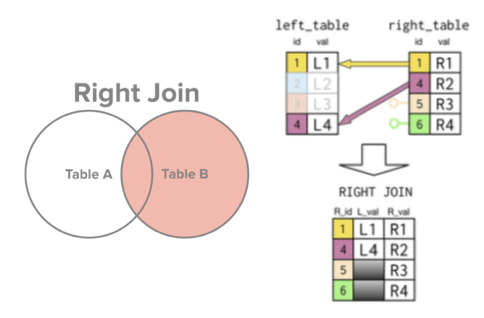 Right Join
Table A
Table B
left_table
id val
1 L1
2 L2
3 L3
4 L4
right_table
id val
1 R1
4 R2
5 R3
6 R4
RIGHT JOIN
R_id L_val R_val
1 L1 R1
4 L4 R2
5 R3
6 R4